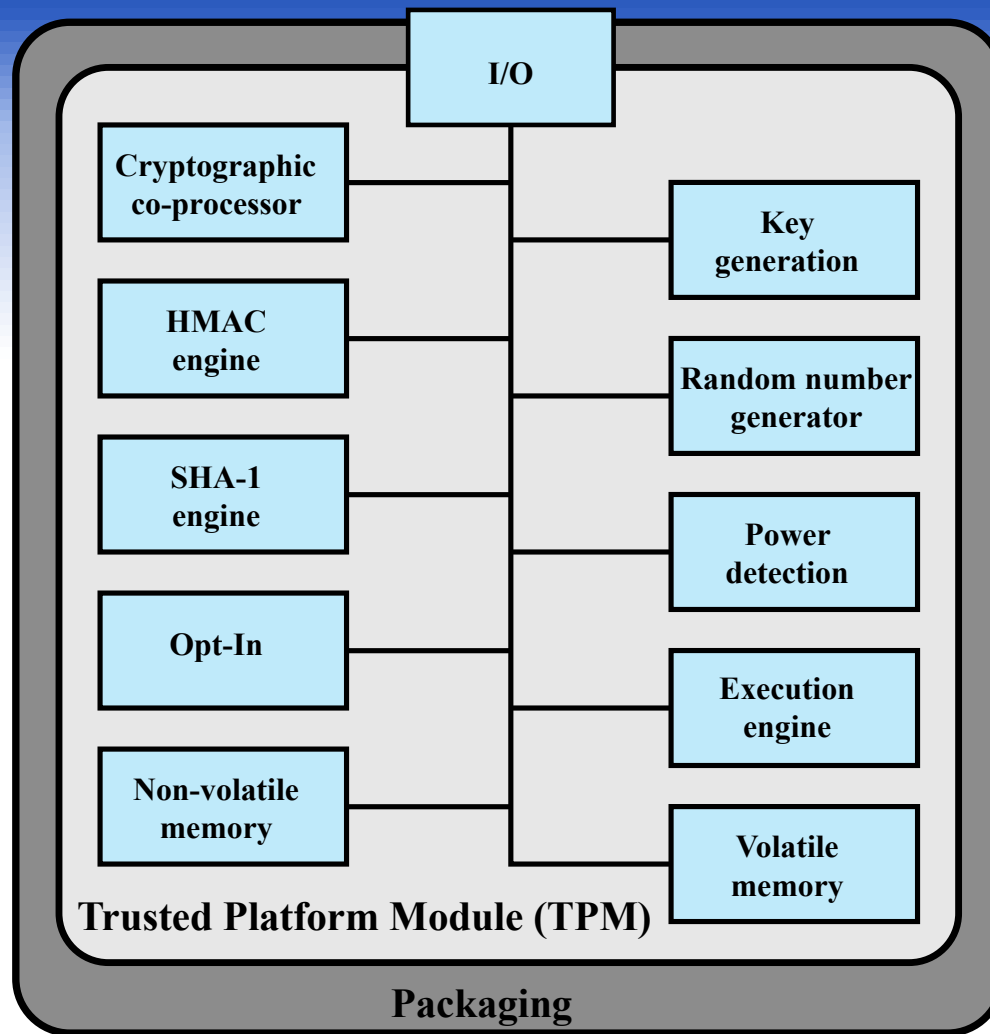 I/O
Cryptographic
co-processor
Key
generation
HMAC
engine
Random number
generator
SHA-1
engine
Power
detection
Opt-In
Execution
engine
Non-volatile
memory
Volatile
memory
Trusted Platform Module (TPM)
Packaging